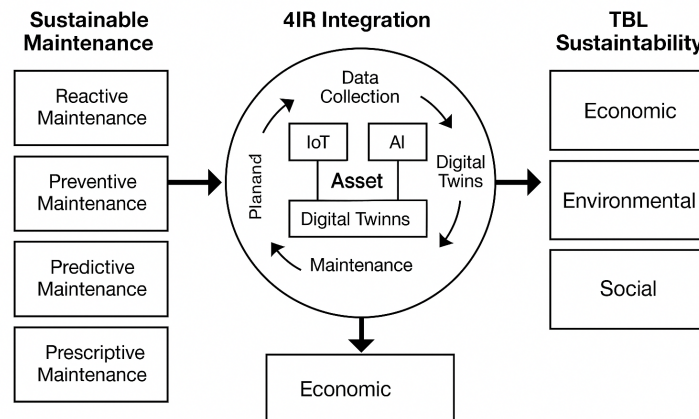 Sustainable
Maintenance
Reactive
Maintenance
Preventive
Maintenance
Predictive
Maintenance
Prescriptive
Maintenance
4IR Integration
Data
Collection
IoT
AI
Asset
Digital Twinns
Digital
Twins
Maintenance
Planand
Economic
TBL
Sustaintability
Economic
Environmental
Social